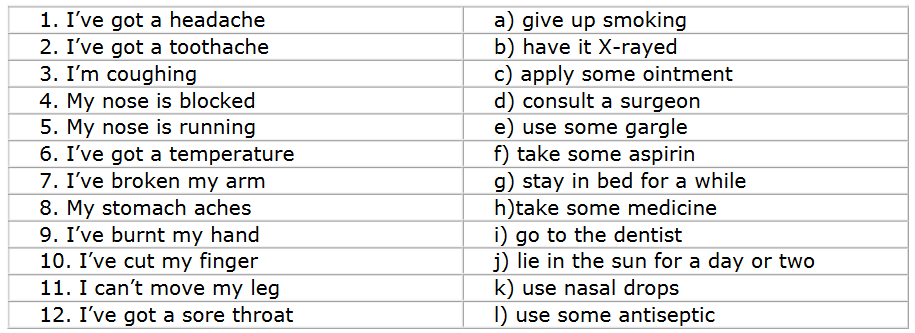 1. I’ve got a headache a) give up smoking
2. I’ve got a toothache b) have it X-rayed
3. I’m coughing c) apply some ointment
4. My nose is blocked d) consult a surgeon
5. My nose is running e) use some gargle
6. I’ve got a temperature f) take some aspirin
7. I’ve broken my arm g) stay in bed for a while
8. My stomach aches h)take some medicine
9. I’ve burnt my hand i) go to the dentist
10. I’ve cut my finger j) lie in the sun for a day or two
11. I can’t move my leg k) use nasal drops
12. I’ve got a sore throat l) use some antiseptic